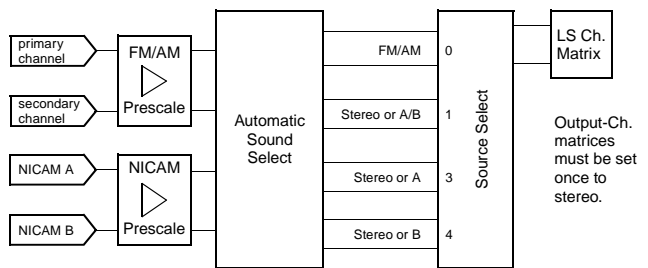 primary
channel
secondary
channel
NICAM A
NICAM B
FM/AM
Prescale
NICAM
Prescale
Automatic
Sound
Select
FM/AM
Stereo or A/B
Stereo or A
Stereo or B
0
1
3
4
Source Select
LS Ch.
Matrix
Output-Ch.
matrices
must be set
once to
stereo.